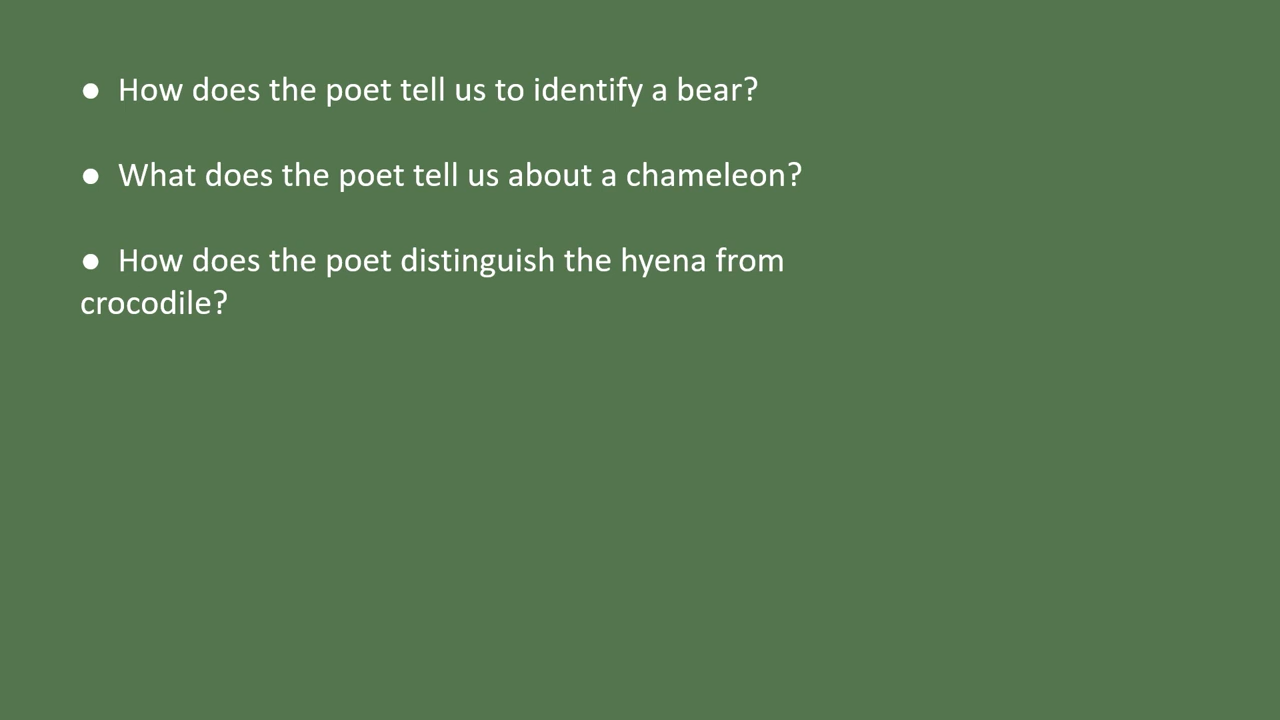 ● How does the poet tell us to identify a bear?
● What does the poet tell us about a chameleon?
● How does the poet distinguish the hyena from
crocodile?